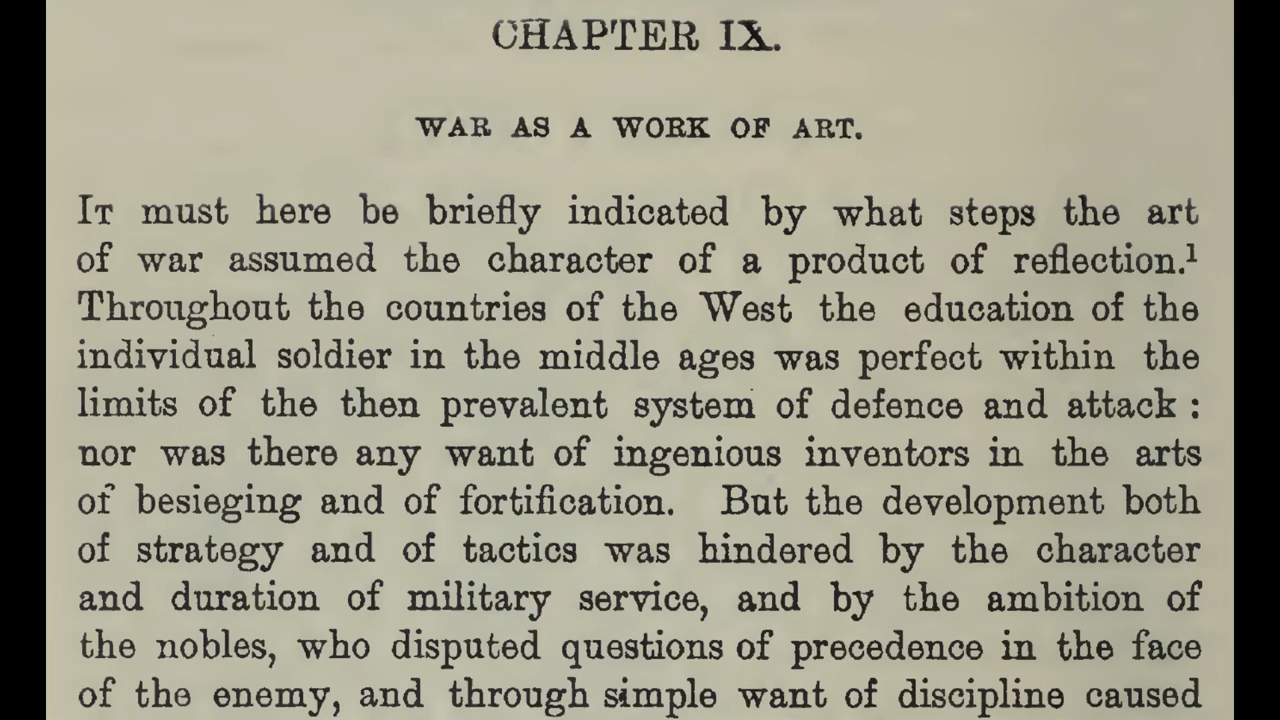 CHAPTER IX.
WAR AS A WORK OF ART.
IT must here be briefly indicated by what steps the art
of war assumed the character of a product of reflection.¹
Throughout the countries of the West the education of the
individual soldier in the middle ages was perfect within the
limits of the then prevalent system of defence and attack :
nor was there any want of ingenious inventors in the arts
of besieging and of fortification. But the development both
of strategy and of tactics was hindered by the character
and duration of military service, and by the ambition of
the nobles, who disputed questions of precedence in the face
of the enemy, and through simple want of discipline caused